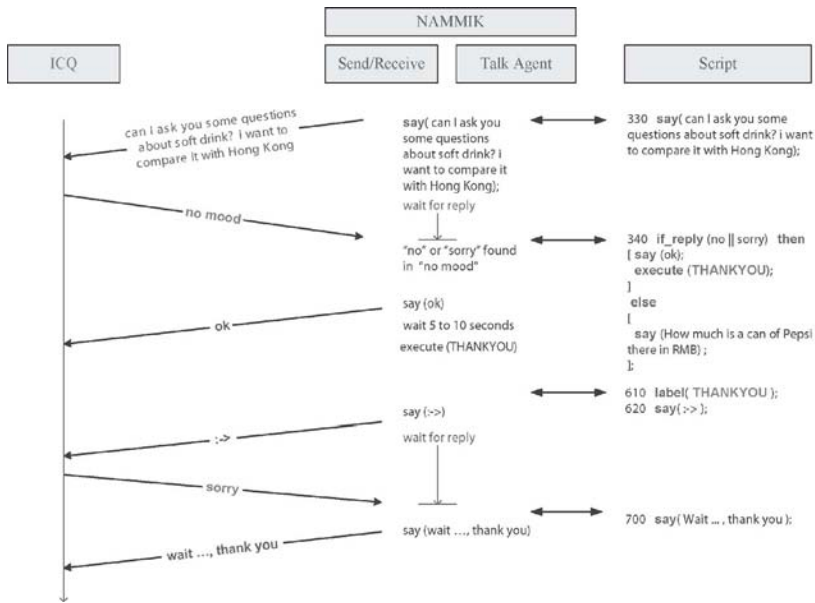 NAMMIK
ICQ
Send/Receive
Talk Agent
Script
can I ask you some questions
about soft drink? i want to
compare it with Hong Kong
say( can I ask you
some questions
about soft drink? i
want to compare it
with Hong Kong);
wait for reply
330 say( can I ask you some
questions about soft drink? i want
to compare it with Hong Kong);
no mood
"no" or "sorry" found
in "no mood"
340 if_reply (no || sorry) then
[ say (ok);
execute (THANKYOU);
]
else
[
say (How much is a can of Pepsi
there in RMB) ;
];
say (ok)
wait 5 to 10 seconds
execute (THANKYOU)
ok
610 label( THANKYOU );
620 say( :-> );
say (:->)
wait for reply
:->
sorry
700 say( Wait ... , thank you );
say (wait ..., thank you)
wait ..., thank you